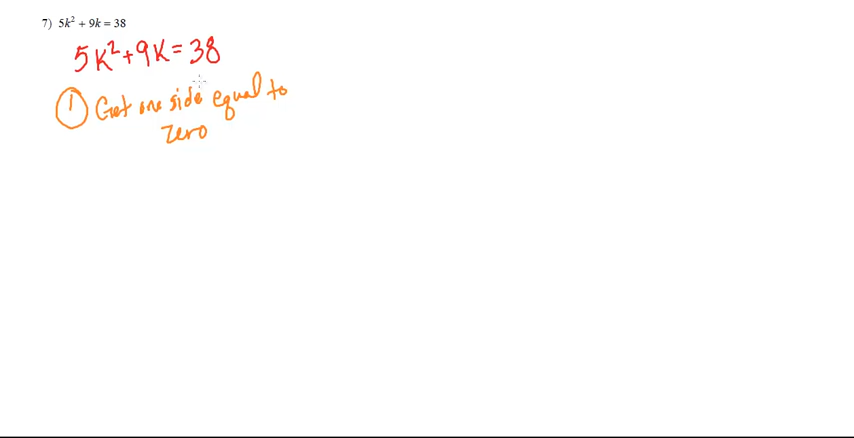 7) 5k² + 9k = 38
5k²+9k=38
① Get one side equal to
zero